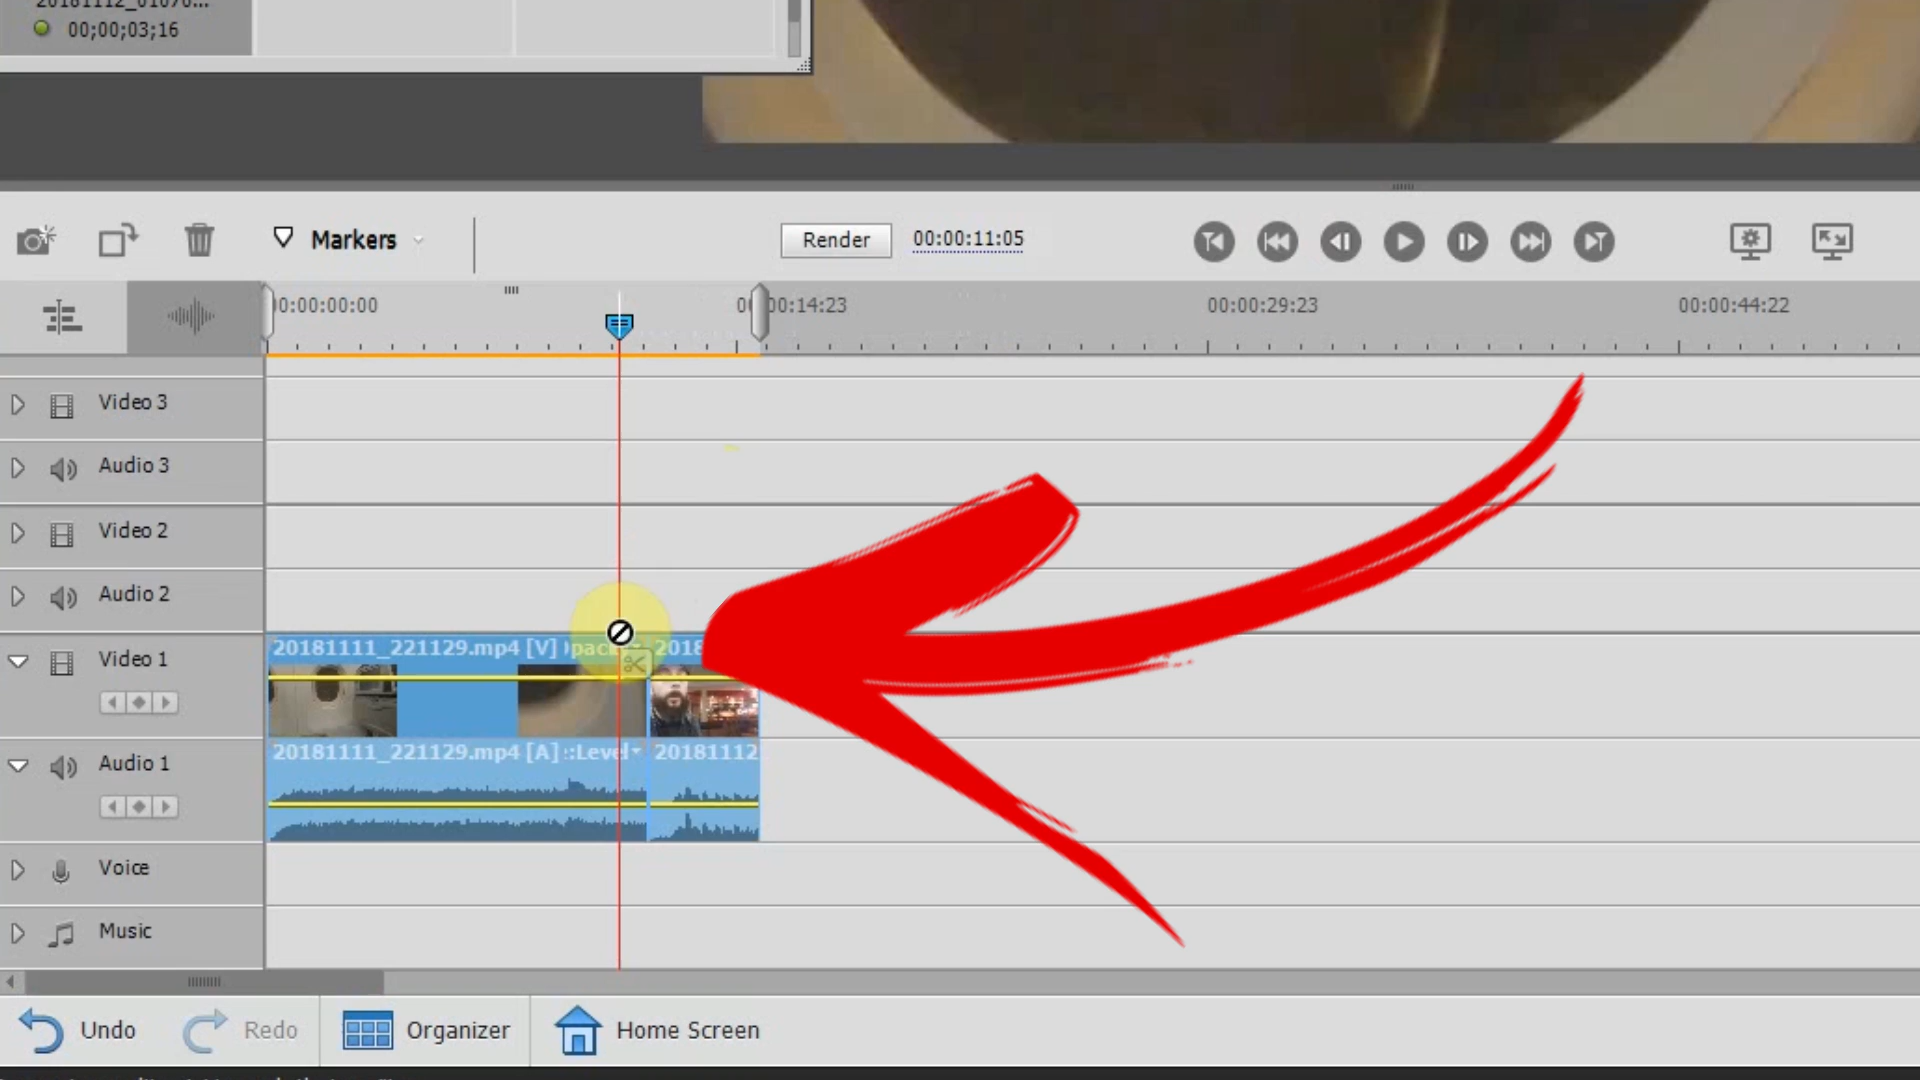 00;00;03;16
Markers
Render
00:00:11:05
0:00:00:00
00:14:23
00:00:29:23
00:00:44:22
Video 3
Audio 3
Video 2
Audio 2
Video 1
20181111_221129.mp4 [V]
2018
Audio 1
20181111_221129.mp4 [A] ::Level
20181112
Voice
Music
Undo
Redo
Organizer
Home Screen